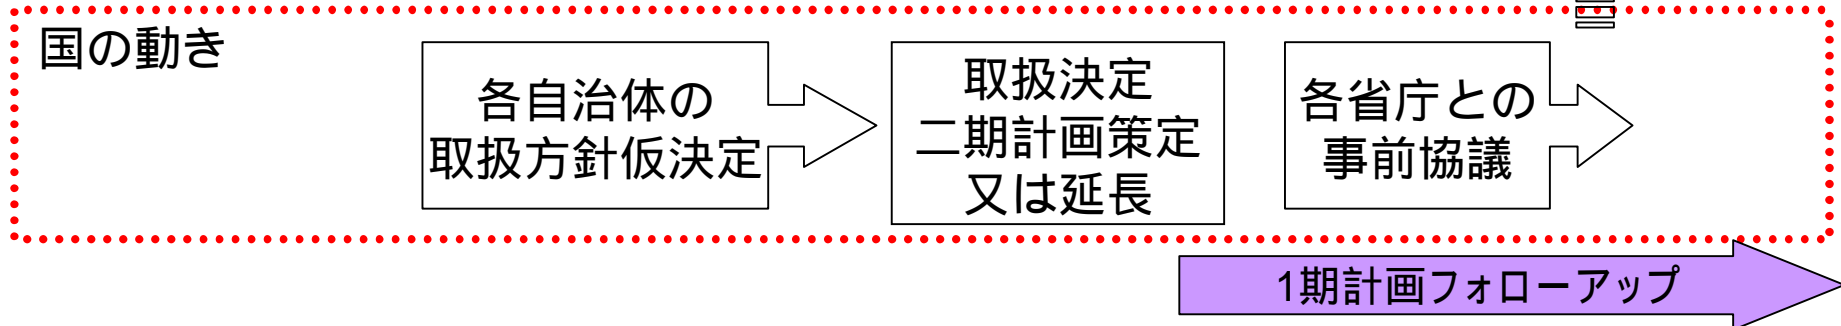 国の動き
各自治体の
取扱方針仮決定
取扱決定
二期計画策定
又は延長
各省庁との
事前協議
1期計画フォローアップ